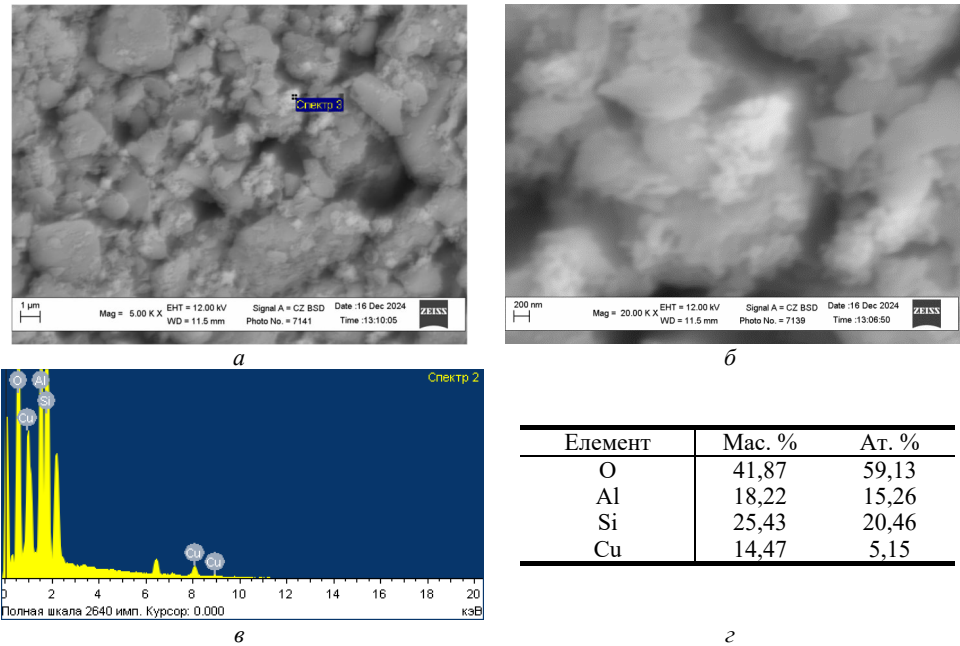 Спектр 3
1 µm
Mag = 5.00 K X
EHT = 12.00 kV
WD = 11.5 mm
Signal A = CZ BSD
Photo No. = 7141
Date :16 Dec 2024
Time :13:10:05
ZEISS
200 nm
Mag = 20.00 K X
EHT = 12.00 kV
WD = 11.5 mm
Signal A = CZ BSD
Photo No. = 7139
Date :16 Dec 2024
Time :13:06:50
ZEISS
а
б
Спектр 2
O Al
Si
Cu
Cu
Cu
0 2 4 6 8 10 12 14 16 18 20
Полная шкала 2640 имп. Курсор: 0.000 кэВ
Елемент Мас. % Ат. %
O 41,87 59,13
Al 18,22 15,26
Si 25,43 20,46
Cu 14,47 5,15
в
г